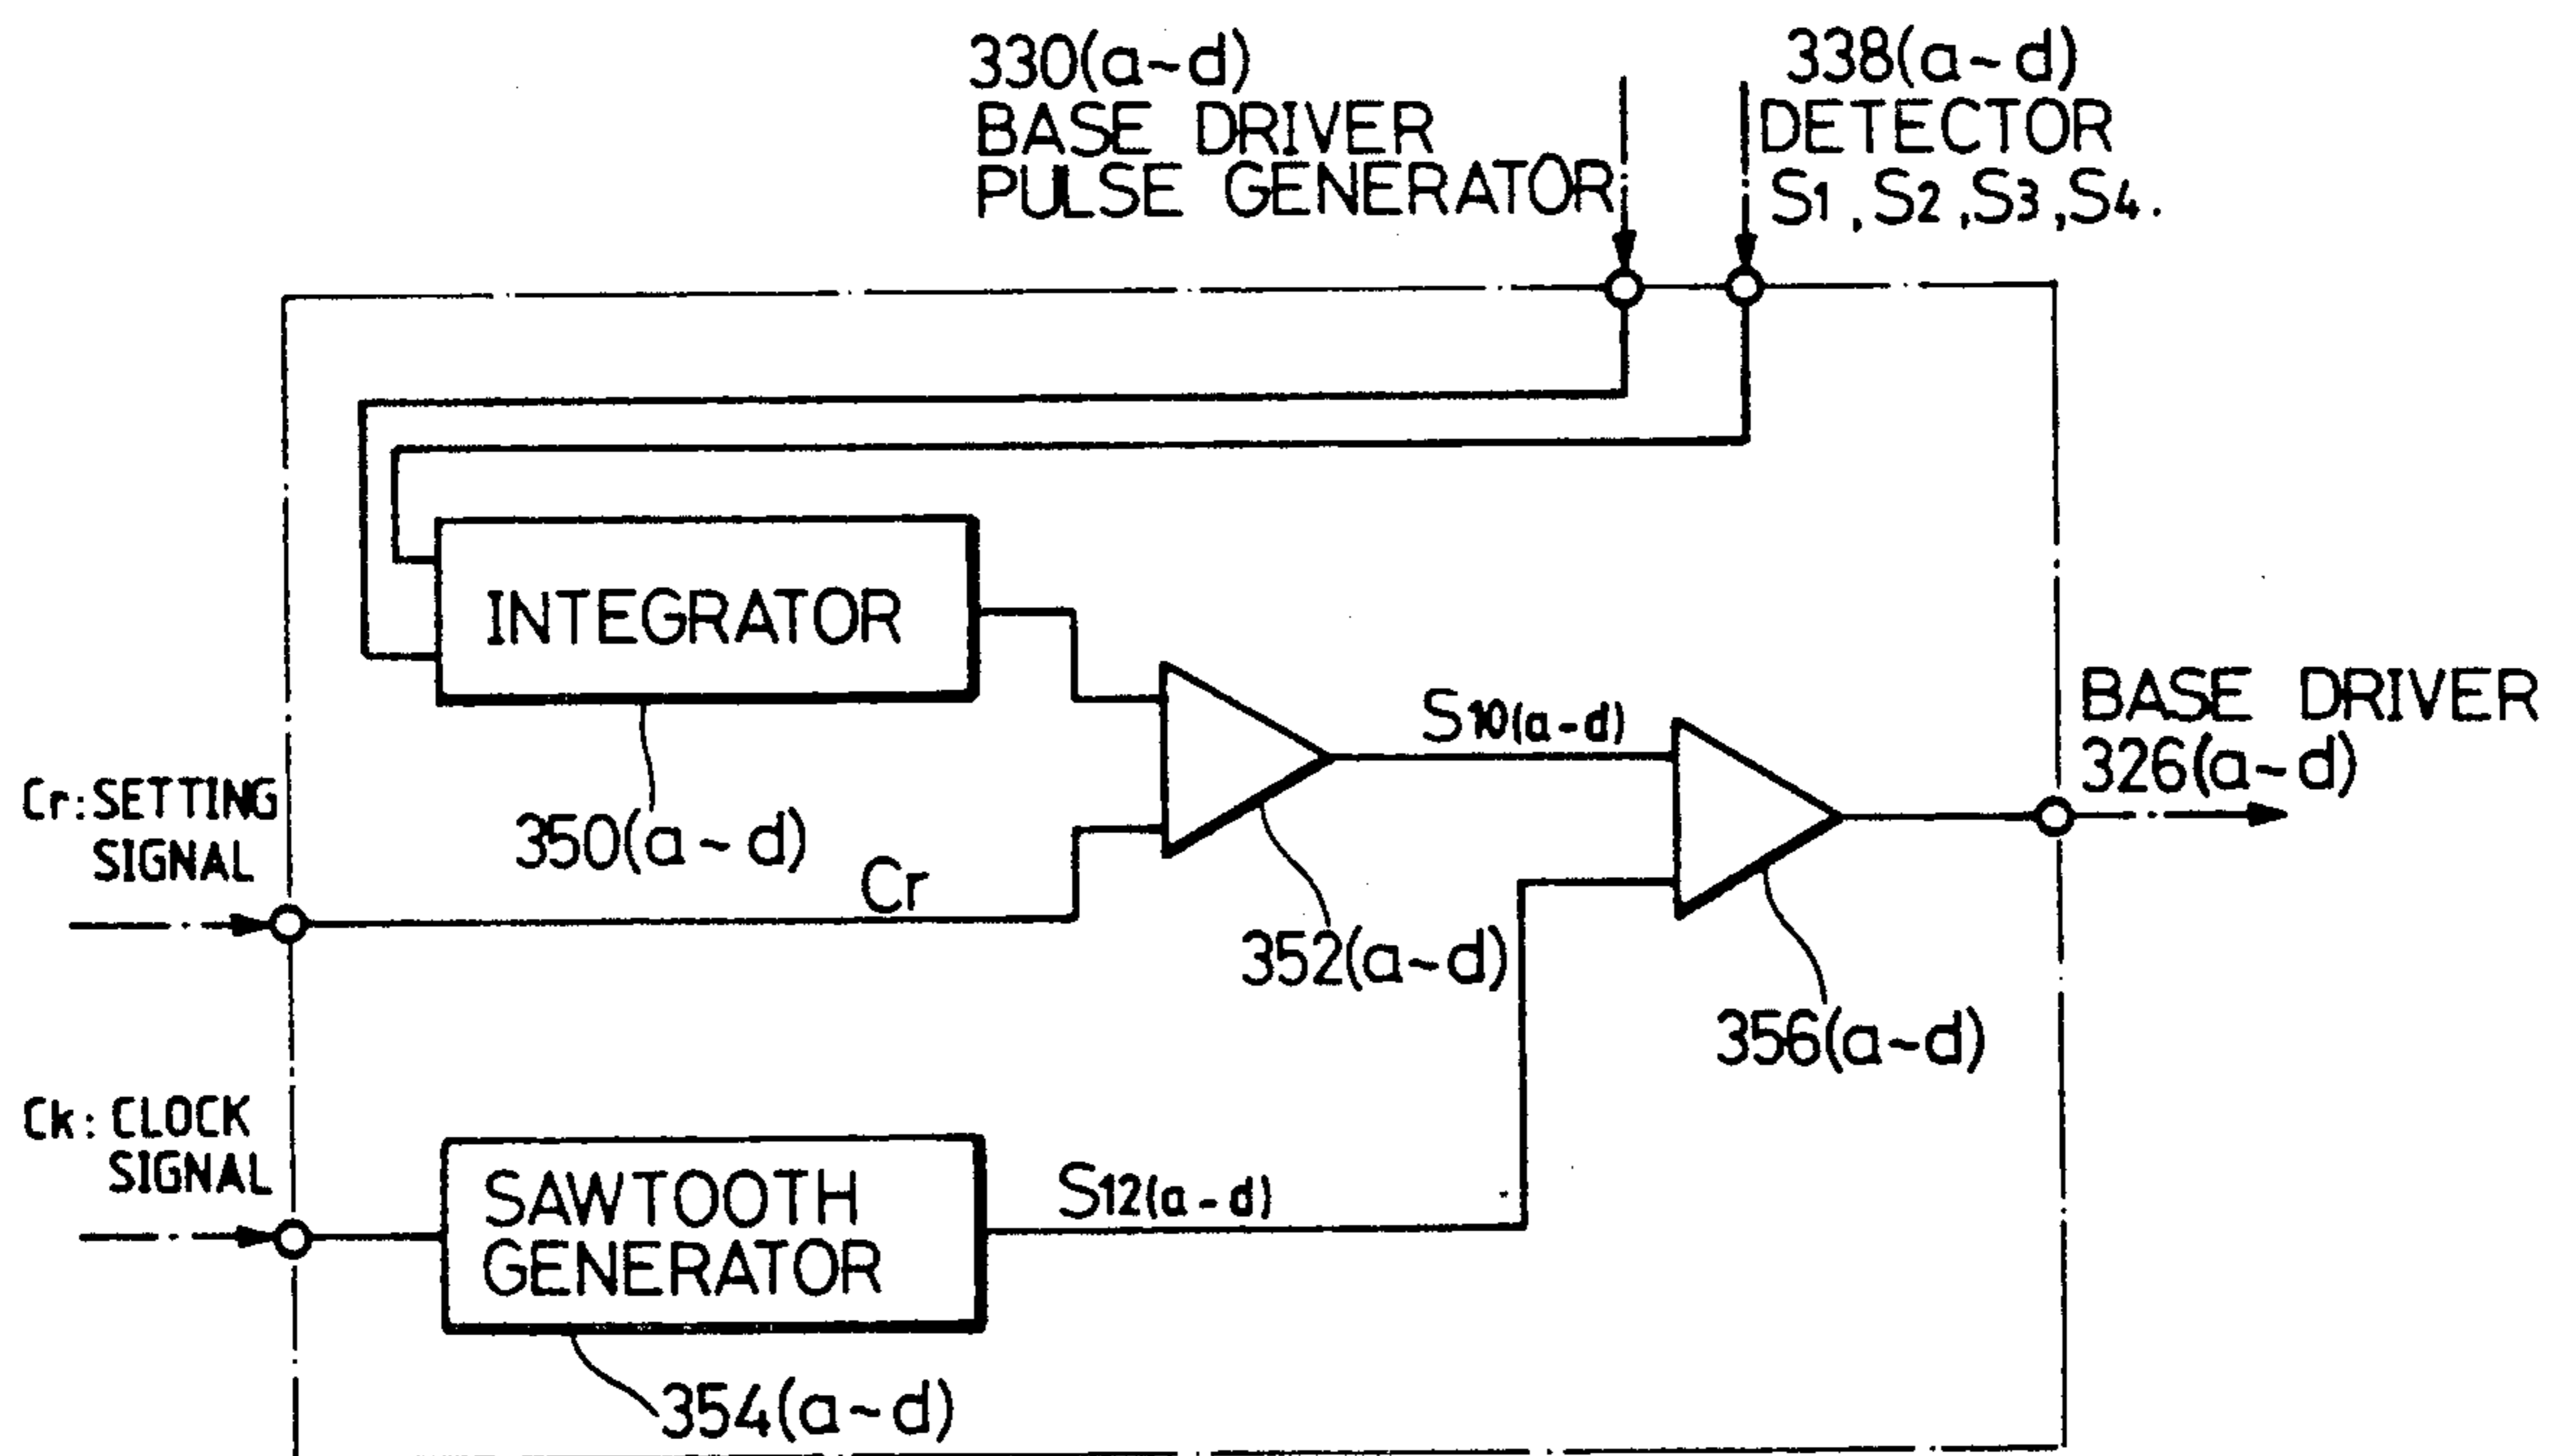 330(a~d)
BASE DRIVER
PULSE GENERATOR
338(a~d)
DETECTOR
S1, S2, S3, S4.
INTEGRATOR
350(a~d)
Cr: SETTING
SIGNAL
Cr
352(a~d)
S10(a-d)
BASE DRIVER
326(a~d)
356(a~d)
Ck: CLOCK
SIGNAL
SAWTOOTH
GENERATOR
S12(a-d)
354(a~d)